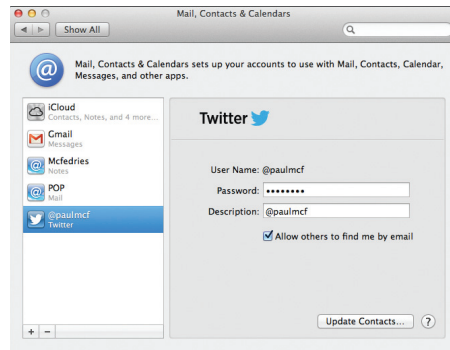 Mail, Contacts & Calendars
Show All
Mail, Contacts & Calendars sets up your accounts to use with Mail, Contacts, Calendar,
Messages, and other apps.
iCloud
Contacts, Notes, and 4 more...
Gmail
Messages
Mcfedries
Notes
POP
Mail
@paulmcf
Twitter
Twitter
User Name: @paulmcf
Password: ••••••••
Description: @paulmcf
Allow others to find me by email
Update Contacts... ?
+ −